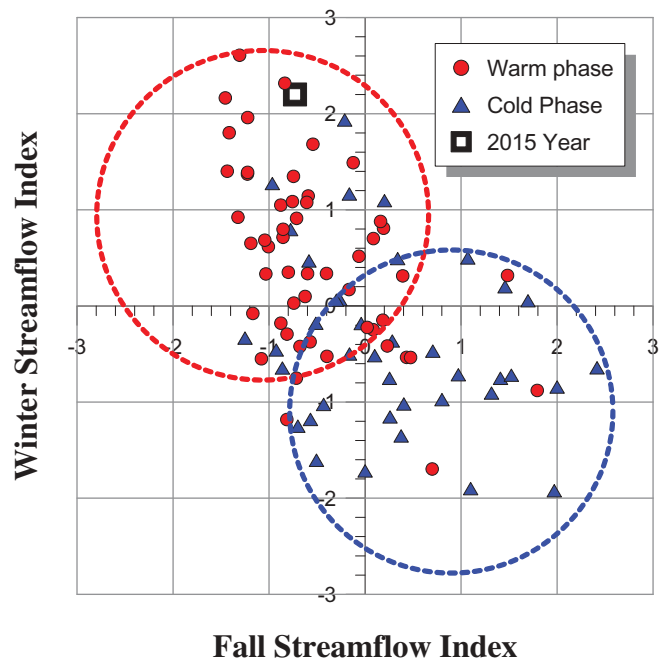 3
Warm phase
Cold Phase
2015 Year
2
1
0
-3 -2 -1 0 1 2 3
-1
-2
-3
Winter Streamflow Index
Fall Streamflow Index